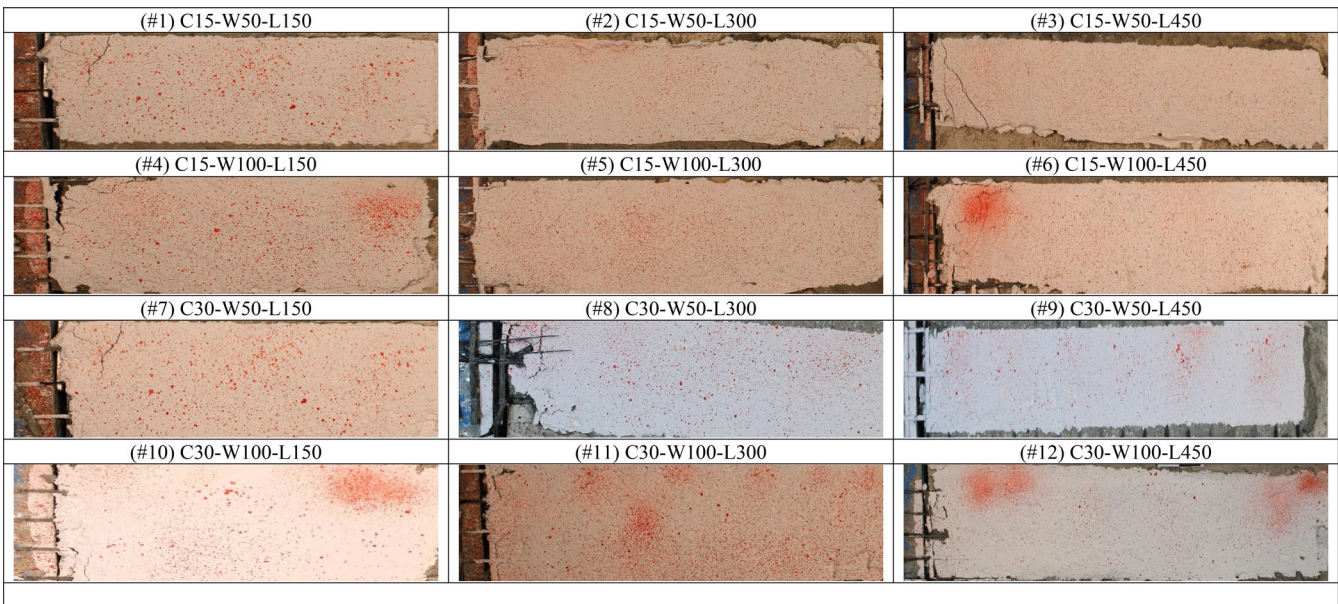 (#1) C15-W50-L150
(#2) C15-W50-L300
(#3) C15-W50-L450
(#4) C15-W100-L150
(#5) C15-W100-L300
(#6) C15-W100-L450
(#7) C30-W50-L150
(#8) C30-W50-L300
(#9) C30-W50-L450
(#10) C30-W100-L150
(#11) C30-W100-L300
(#12) C30-W100-L450